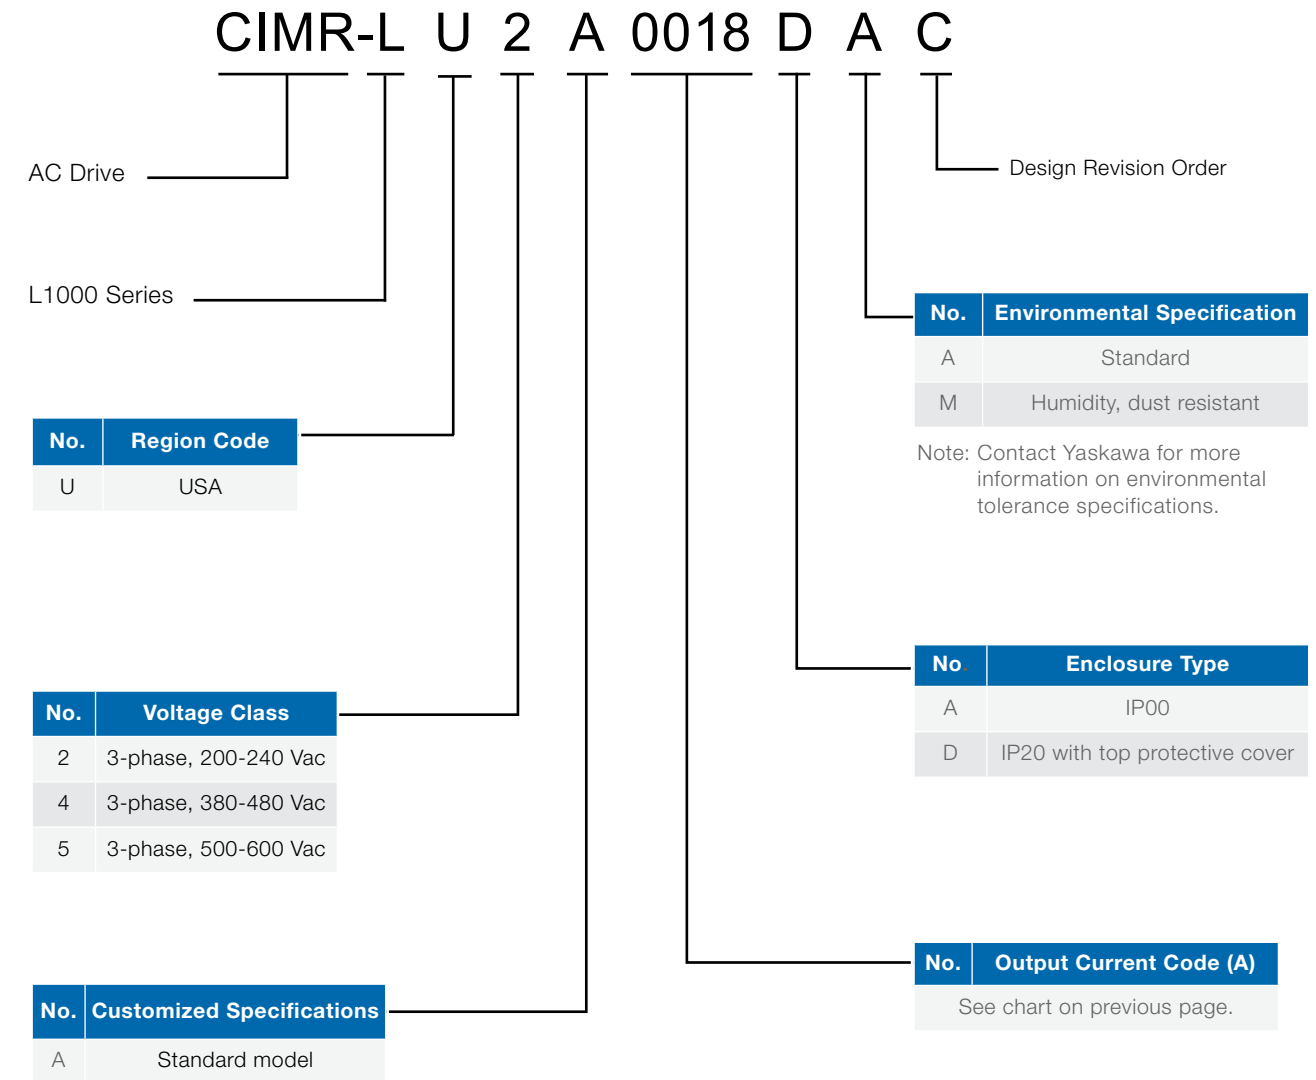 CIMR-L U 2 A 0018 D A C
AC Drive
Design Revision Order
L1000 Series
No. Environmental Specification
A Standard
M Humidity, dust resistant
Note: Contact Yaskawa for more
information on environmental
tolerance specifications.
No. Region Code
U USA
No. Enclosure Type
A IP00
D IP20 with top protective cover
No. Voltage Class
2 3-phase, 200-240 Vac
4 3-phase, 380-480 Vac
5 3-phase, 500-600 Vac
No. Output Current Code (A)
See chart on previous page.
No. Customized Specifications
A Standard model